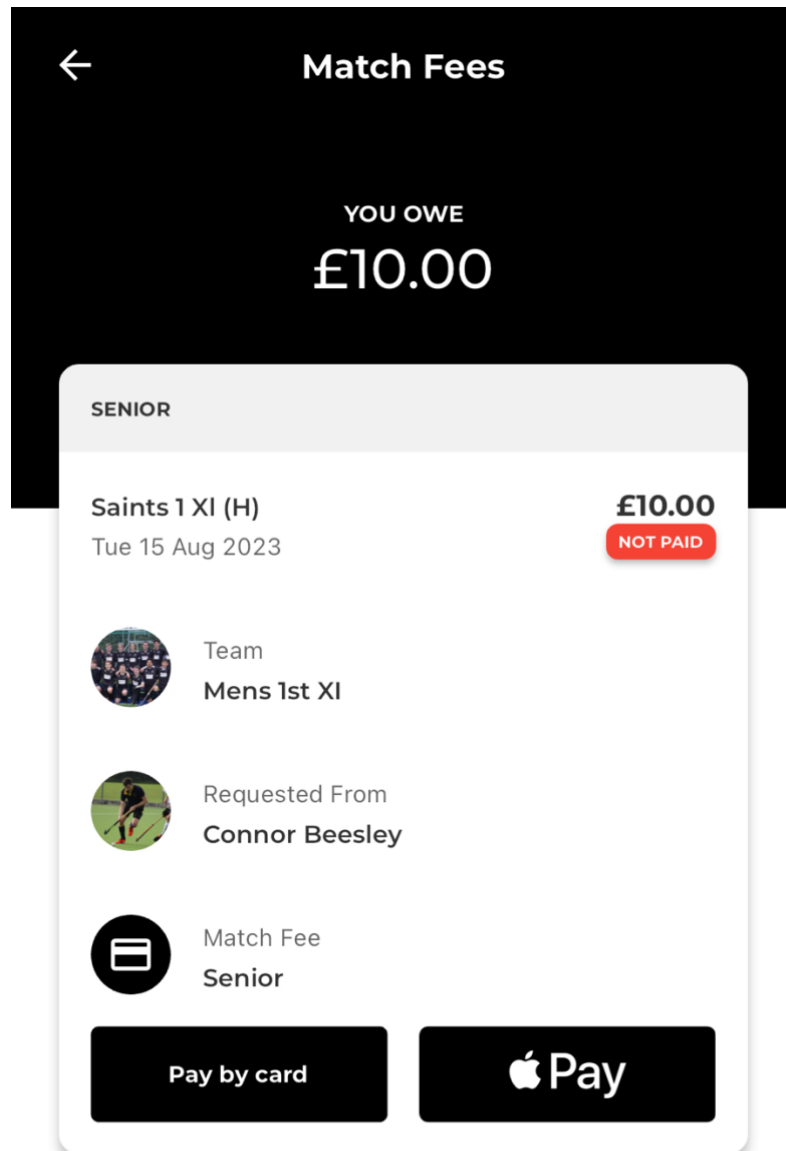 Match Fees
YOU OWE
£10.00
SENIOR
Saints 1 Xl (H)
£10.00
Tue 15 Aug 2023
NOT PAID
Team
Mens 1st XI
Requested From
Connor Beesley
Match Fee
Senior
Pay by card
Pay